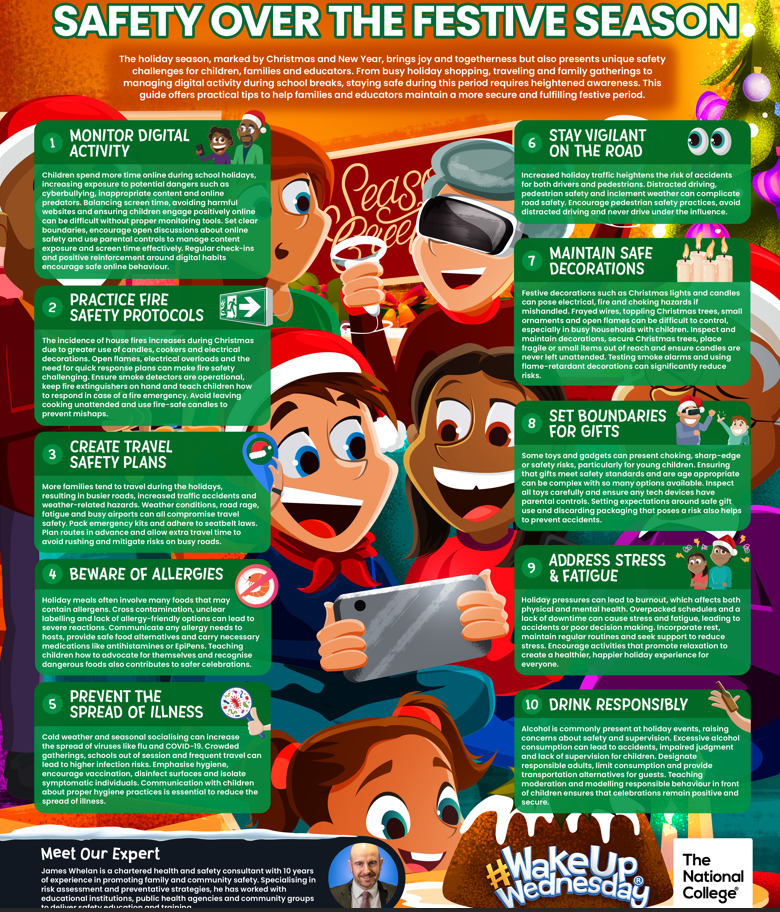 SAFETY OVER THE FESTIVE SEASON
The holiday season, marked by Christmas and New Year, brings joy and togetherness but also presents unique safety
challenges for children, families and educators. From busy holiday shopping, traveling and family gatherings to
managing digital activity during school breaks, staying safe during this period requires heightened awareness. This
guide offers practical tips to help families and educators maintain a more secure and fulfilling festive period.
1 MONITOR DIGITAL
ACTIVITY
Children spend more time online during school holidays,
increasing exposure to potential dangers such as
cyberbullying, inappropriate content and online
predators. Balancing screen time, avoiding harmful
websites and ensuring children engage positively online
can be difficult without proper monitoring tools. Set clear
boundaries, encourage open discussions about online
safety and use parental controls to manage content
exposure and screen time effectively. Regular check-ins
and positive reinforcement around digital habits
encourage safe online behaviour.
2 PRACTICE FIRE
SAFETY PROTOCOLS
The incidence of house fires increases during Christmas
due to greater use of candles, cookers and electrical
decorations. Open flames, electrical overloads and the
need for quick response plans can make fire safety
challenging. Ensure smoke detectors are operational,
keep fire extinguishers on hand and teach children how
to respond in case of a fire emergency. Avoid leaving
cooking unattended and use fire-safe candles to
prevent mishaps.
3 CREATE TRAVEL
SAFETY PLANS
More families tend to travel during the holidays,
resulting in busier roads, increased traffic accidents and
weather-related hazards. Weather conditions, road rage,
fatigue and busy airports can all compromise travel
safety. Pack emergency kits and adhere to seatbelt laws.
Plan routes in advance and allow extra travel time to
avoid rushing and mitigate risks on busy roads.
4 BEWARE OF ALLERGIES
Holiday meals often involve many foods that may
contain allergens. Cross contamination, unclear
labelling and lack of allergy-friendly options can lead to
severe reactions. Communicate any allergy needs to
hosts, provide safe food alternatives and carry necessary
medications like antihistamines or EpiPens. Teaching
children how to advocate for themselves and recognise
dangerous foods also contributes to safer celebrations.
5 PREVENT THE
SPREAD OF ILLNESS
Cold weather and seasonal socialising can increase
the spread of viruses like flu and COVID-19. Crowded
gatherings, schools out of session and frequent travel can
lead to higher infection risks. Emphasise hygiene,
encourage vaccination, disinfect surfaces and isolate
symptomatic individuals. Communication with children
about proper hygiene practices is essential to reduce the
spread of illness.
6 STAY VIGILANT
ON THE ROAD
Increased holiday traffic heightens the risk of accidents
for both drivers and pedestrians. Distracted driving,
pedestrian safety and inclement weather can complicate
road safety. Encourage pedestrian safety practices, avoid
distracted driving and never drive under the influence.
7 MAINTAIN SAFE
DECORATIONS
Festive decorations such as Christmas lights and candles
can pose electrical, fire and choking hazards if
mishandled. Frayed wires, toppling Christmas trees, small
ornaments and open flames can be difficult to control,
especially in busy households with children. Inspect and
maintain decorations, secure Christmas trees, place
fragile or small items out of reach and ensure candles are
never left unattended. Testing smoke alarms and using
flame-retardant decorations can significantly reduce
risks.
8 SET BOUNDARIES
FOR GIFTS
Some toys and gadgets can present choking, sharp-edge
or safety risks, particularly for young children. Ensuring
that gifts meet safety standards and are age appropriate
can be complex with so many options available. Inspect
all toys carefully and ensure any tech devices have
parental controls. Setting expectations around safe gift
use and discarding packaging that poses a risk also helps
to prevent accidents.
9 ADDRESS STRESS
& FATIGUE
Holiday pressures can lead to burnout, which affects both
physical and mental health. Overpacked schedules and a
lack of downtime can cause stress and fatigue, leading to
accidents or poor decision making. Incorporate rest,
maintain regular routines and seek support to reduce
stress. Encourage activities that promote relaxation to
create a healthier, happier holiday experience for
everyone.
10 DRINK RESPONSIBLY
Alcohol is commonly present at holiday events, raising
concerns about safety and supervision. Excessive alcohol
consumption can lead to accidents, impaired judgment
and lack of supervision for children. Designate
responsible adults, limit consumption and provide
transportation alternatives for guests. Teaching
moderation and modelling responsible behaviour in front
of children ensures that celebrations remain positive and
secure.
Meet Our Expert
James Whelan is a chartered health and safety consultant with 10 years
of experience in promoting family and community safety. Specialising in
risk assessment and preventative strategies, he has worked with
educational institutions, public health agencies and community groups
to deliver safety education and training.
#WakeUp
Wednesday®
The
National
College®